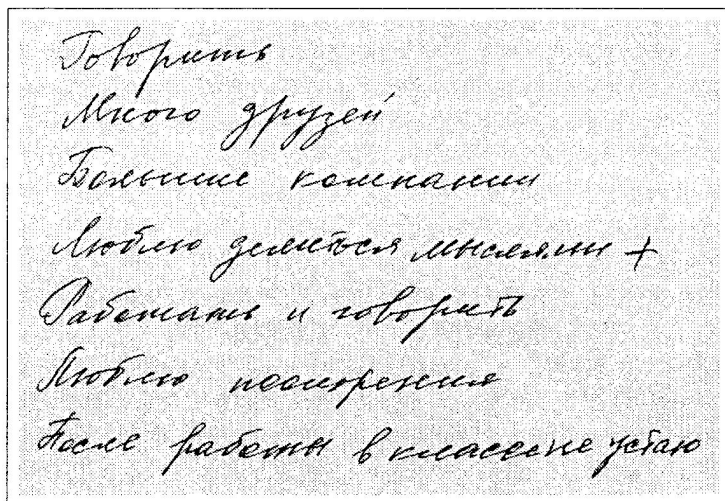 Говорить
Много друзей
Большие компании
Люблю делиться мыслями +
Работать и говорить
Люблю поощрения
После работы в классе не устаю